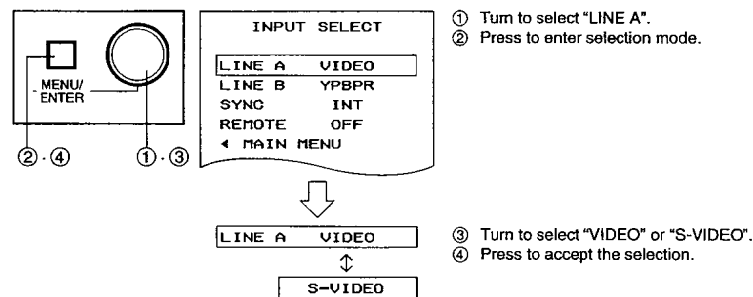 MENU/
ENTER
② · ④
① · ③
INPUT SELECT
LINE A VIDEO
LINE B YPBPR
SYNC INT
REMOTE OFF
◀ MAIN MENU
① Turn to select “LINE A”.
② Press to enter selection mode.
LINE A VIDEO
S-VIDEO
③ Turn to select “VIDEO” or “S-VIDEO”.
④ Press to accept the selection.